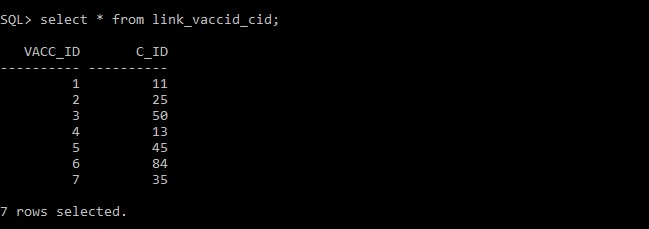 SQL> select * from link_vaccid_cid;
VACC_ID C_ID
---------- ----------
1 11
2 25
3 50
4 13
5 45
6 84
7 35
7 rows selected.